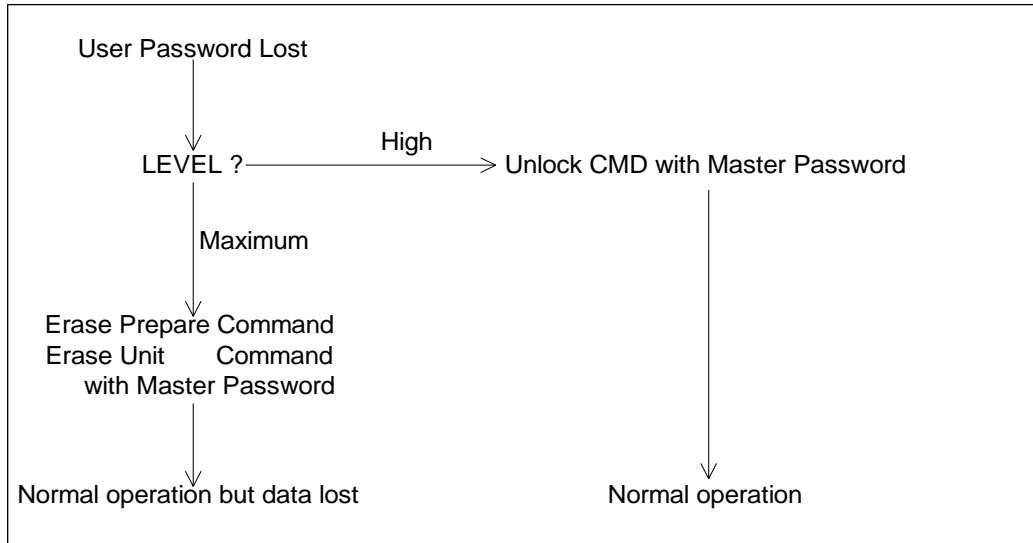 User Password Lost
High
LEVEL ?
Unlock CMD with Master Password
Maximum
Erase Prepare Command
Erase Unit Command
with Master Password
Normal operation but data lost
Normal operation